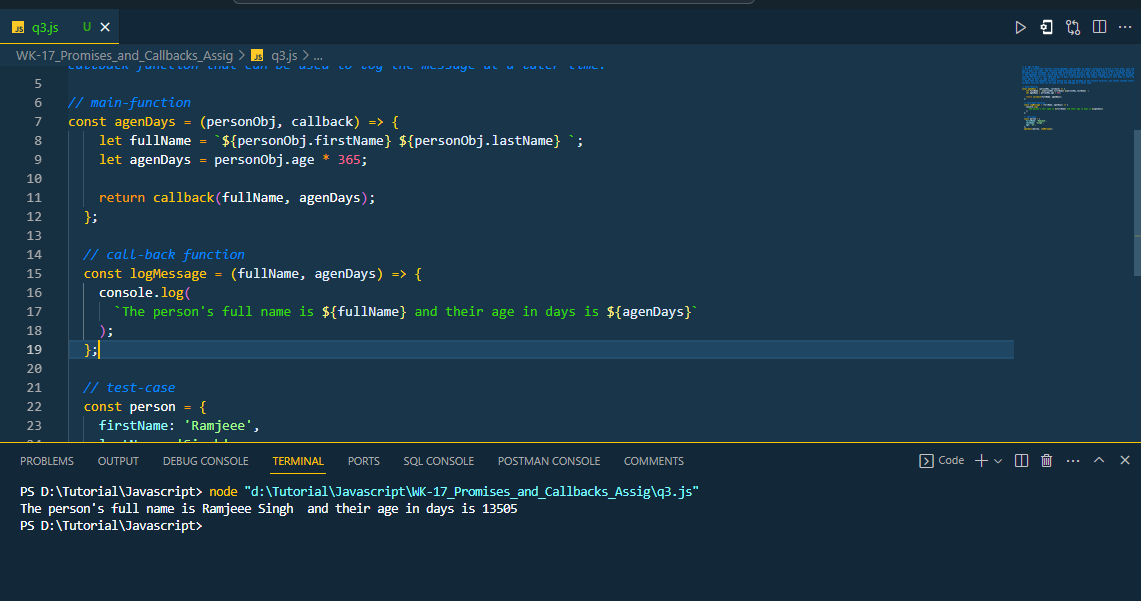 JS q3.js U
WK-17_Promises_and_Callbacks_Assig > JS q3.js > ...
callback function that can be used to log the message at a later time.
5
6 // main-function
7 const agenDays = (personObj, callback) => {
8 let fullName = `${personObj.firstName} ${personObj.lastName} `;
9 let agenDays = personObj.age * 365;
10
11 return callback(fullName, agenDays);
12 };
13
14 // call-back function
15 const logMessage = (fullName, agenDays) => {
16 console.log(
17 `The person's full name is ${fullName} and their age in days is ${agenDays}`
18 );
19 };
20
21 // test-case
22 const person = {
23 firstName: 'Ramjeee',
PROBLEMS OUTPUT DEBUG CONSOLE TERMINAL PORTS SQL CONSOLE POSTMAN CONSOLE COMMENTS Code
PS D:\Tutorial\Javascript> node "d:\Tutorial\Javascript\WK-17_Promises_and_Callbacks_Assig\q3.js"
The person's full name is Ramjeee Singh  and their age in days is 13505
PS D:\Tutorial\Javascript>